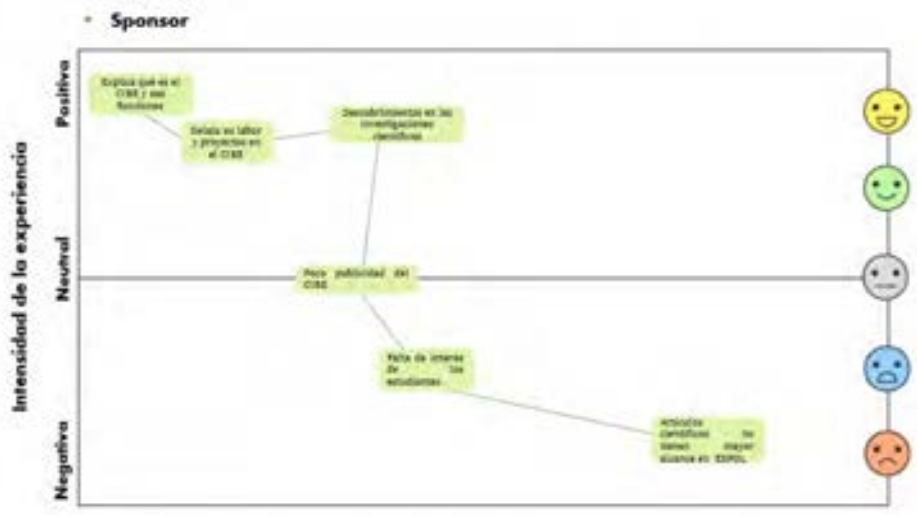 Sponsor
Intensidad de la experiencia
Positiva
Neutral
Negativa
Explica qué es el
CIBE y sus
funciones
labor
y proyectos en
el CIBE
Descubrimientos en las
investigaciones
científicas
Poca publicidad del
CIBE
Falta de interés
de los
estudiantes
Artículos
científicos no
tienen mayor
alcance en ESPOL